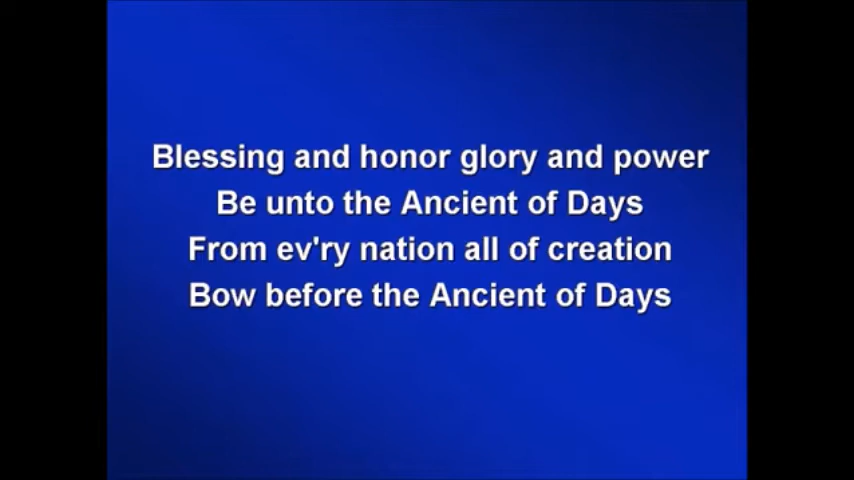 Blessing and honor glory and power
Be unto the Ancient of Days
From ev'ry nation all of creation
Bow before the Ancient of Days